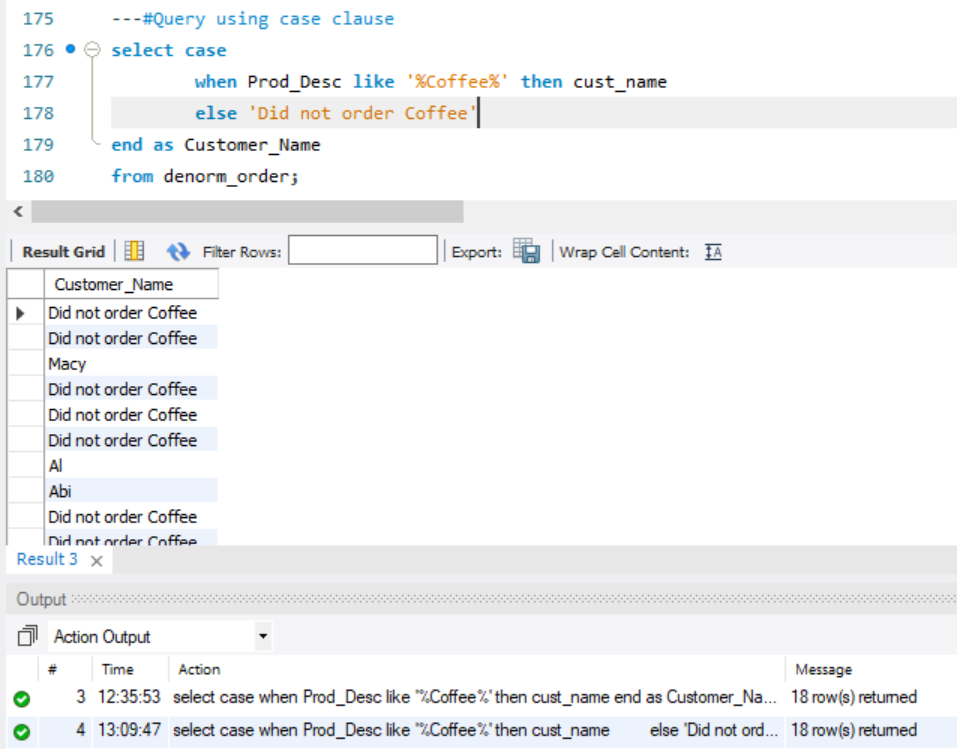 175 ---#Query using case clause
176 select case
177 when Prod_Desc like '%Coffee%' then cust_name
178 else 'Did not order Coffee'
179 end as Customer_Name
180 from denorm_order;
Result Grid Filter Rows: Export: Wrap Cell Content: IA
Customer_Name
Did not order Coffee
Did not order Coffee
Macy
Did not order Coffee
Did not order Coffee
Did not order Coffee
Al
Abi
Did not order Coffee
Did not order Coffee
Result 3
Output
Action Output
# Time Action Message
3 12:35:53 select case when Prod_Desc like '%Coffee%' then cust_name end as Customer_Na... 18 row(s) returned
4 13:09:47 select case when Prod_Desc like '%Coffee%' then cust_name else 'Did not ord... 18 row(s) returned